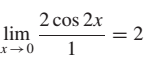 lim x→0 2 cos 2x / 1 = 2